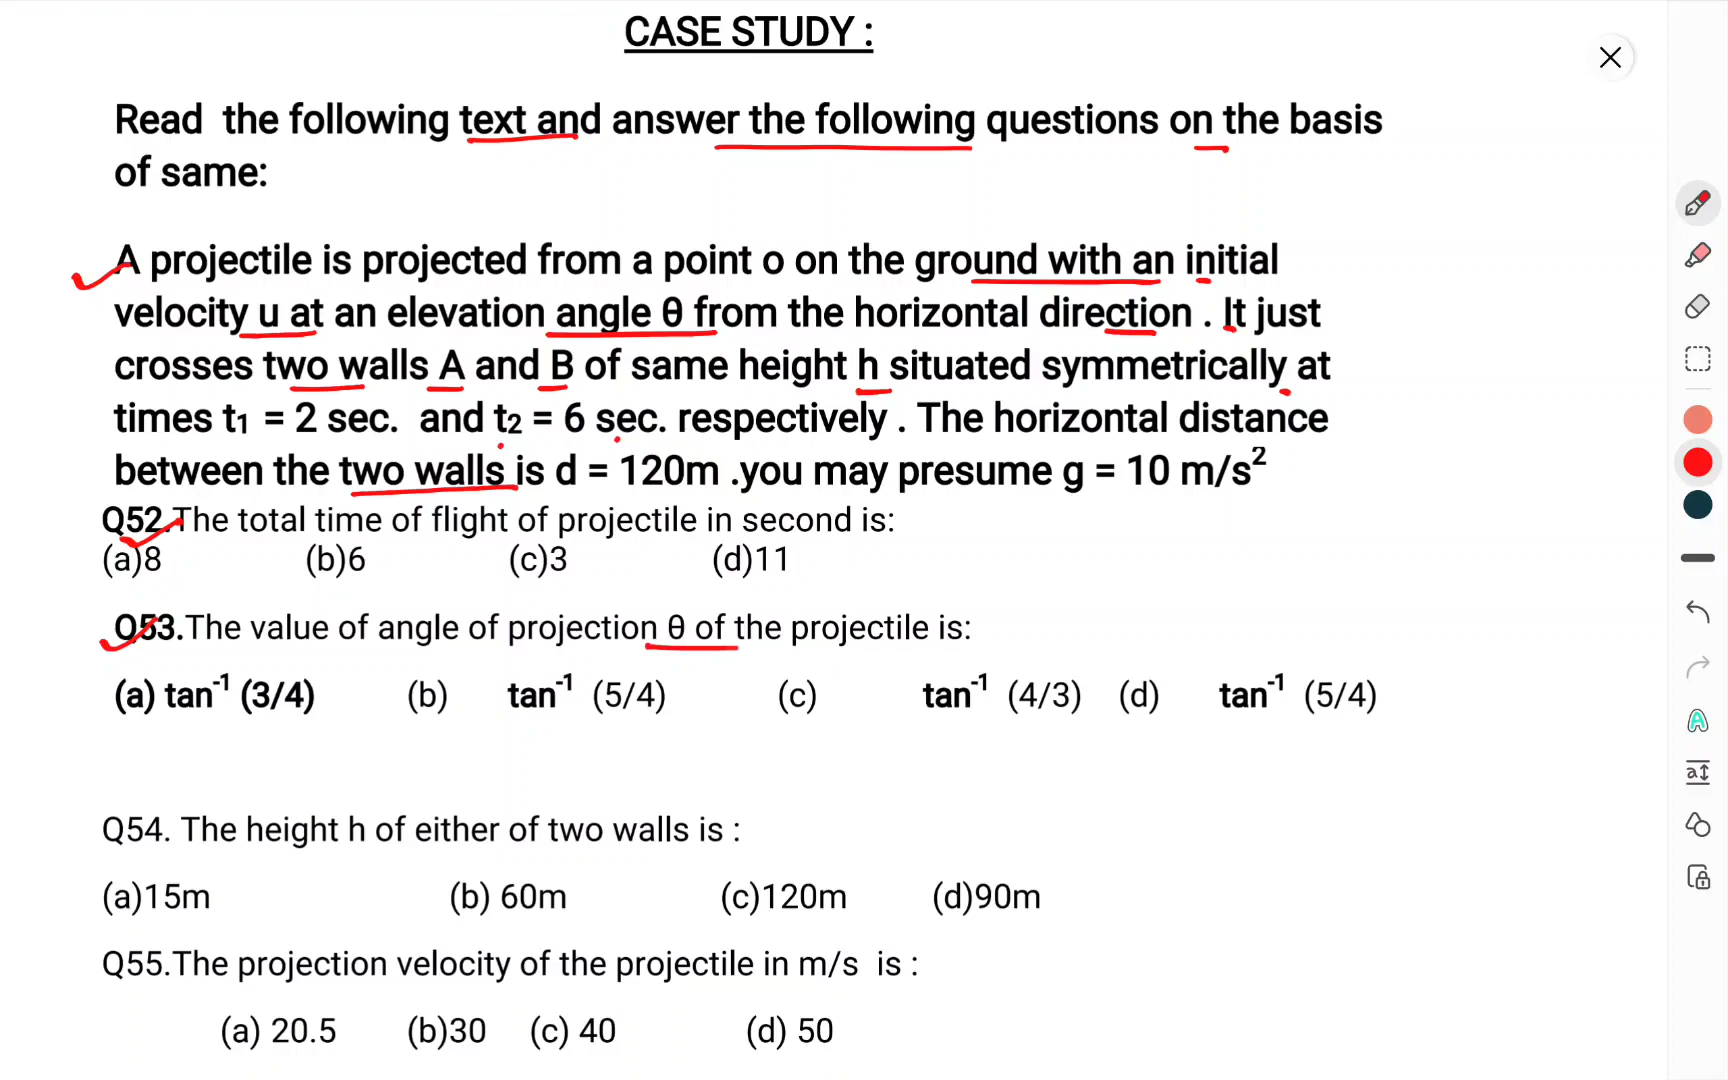 CASE STUDY :
Read the following text and answer the following questions on the basis
of same:
A projectile is projected from a point o on the ground with an initial
velocity u at an elevation angle θ from the horizontal direction . It just
crosses two walls A and B of same height h situated symmetrically at
times t₁ = 2 sec. and t₂ = 6 sec. respectively . The horizontal distance
between the two walls is d = 120m .you may presume g = 10 m/s²
Q52.The total time of flight of projectile in second is:
(a)8 (b)6 (c)3 (d)11
Q53.The value of angle of projection θ of the projectile is:
(a) tan⁻¹ (3/4) (b) tan⁻¹ (5/4) (c) tan⁻¹ (4/3) (d) tan⁻¹ (5/4)
Q54. The height h of either of two walls is :
(a)15m (b) 60m (c)120m (d)90m
Q55.The projection velocity of the projectile in m/s is :
(a) 20.5 (b)30 (c) 40 (d) 50